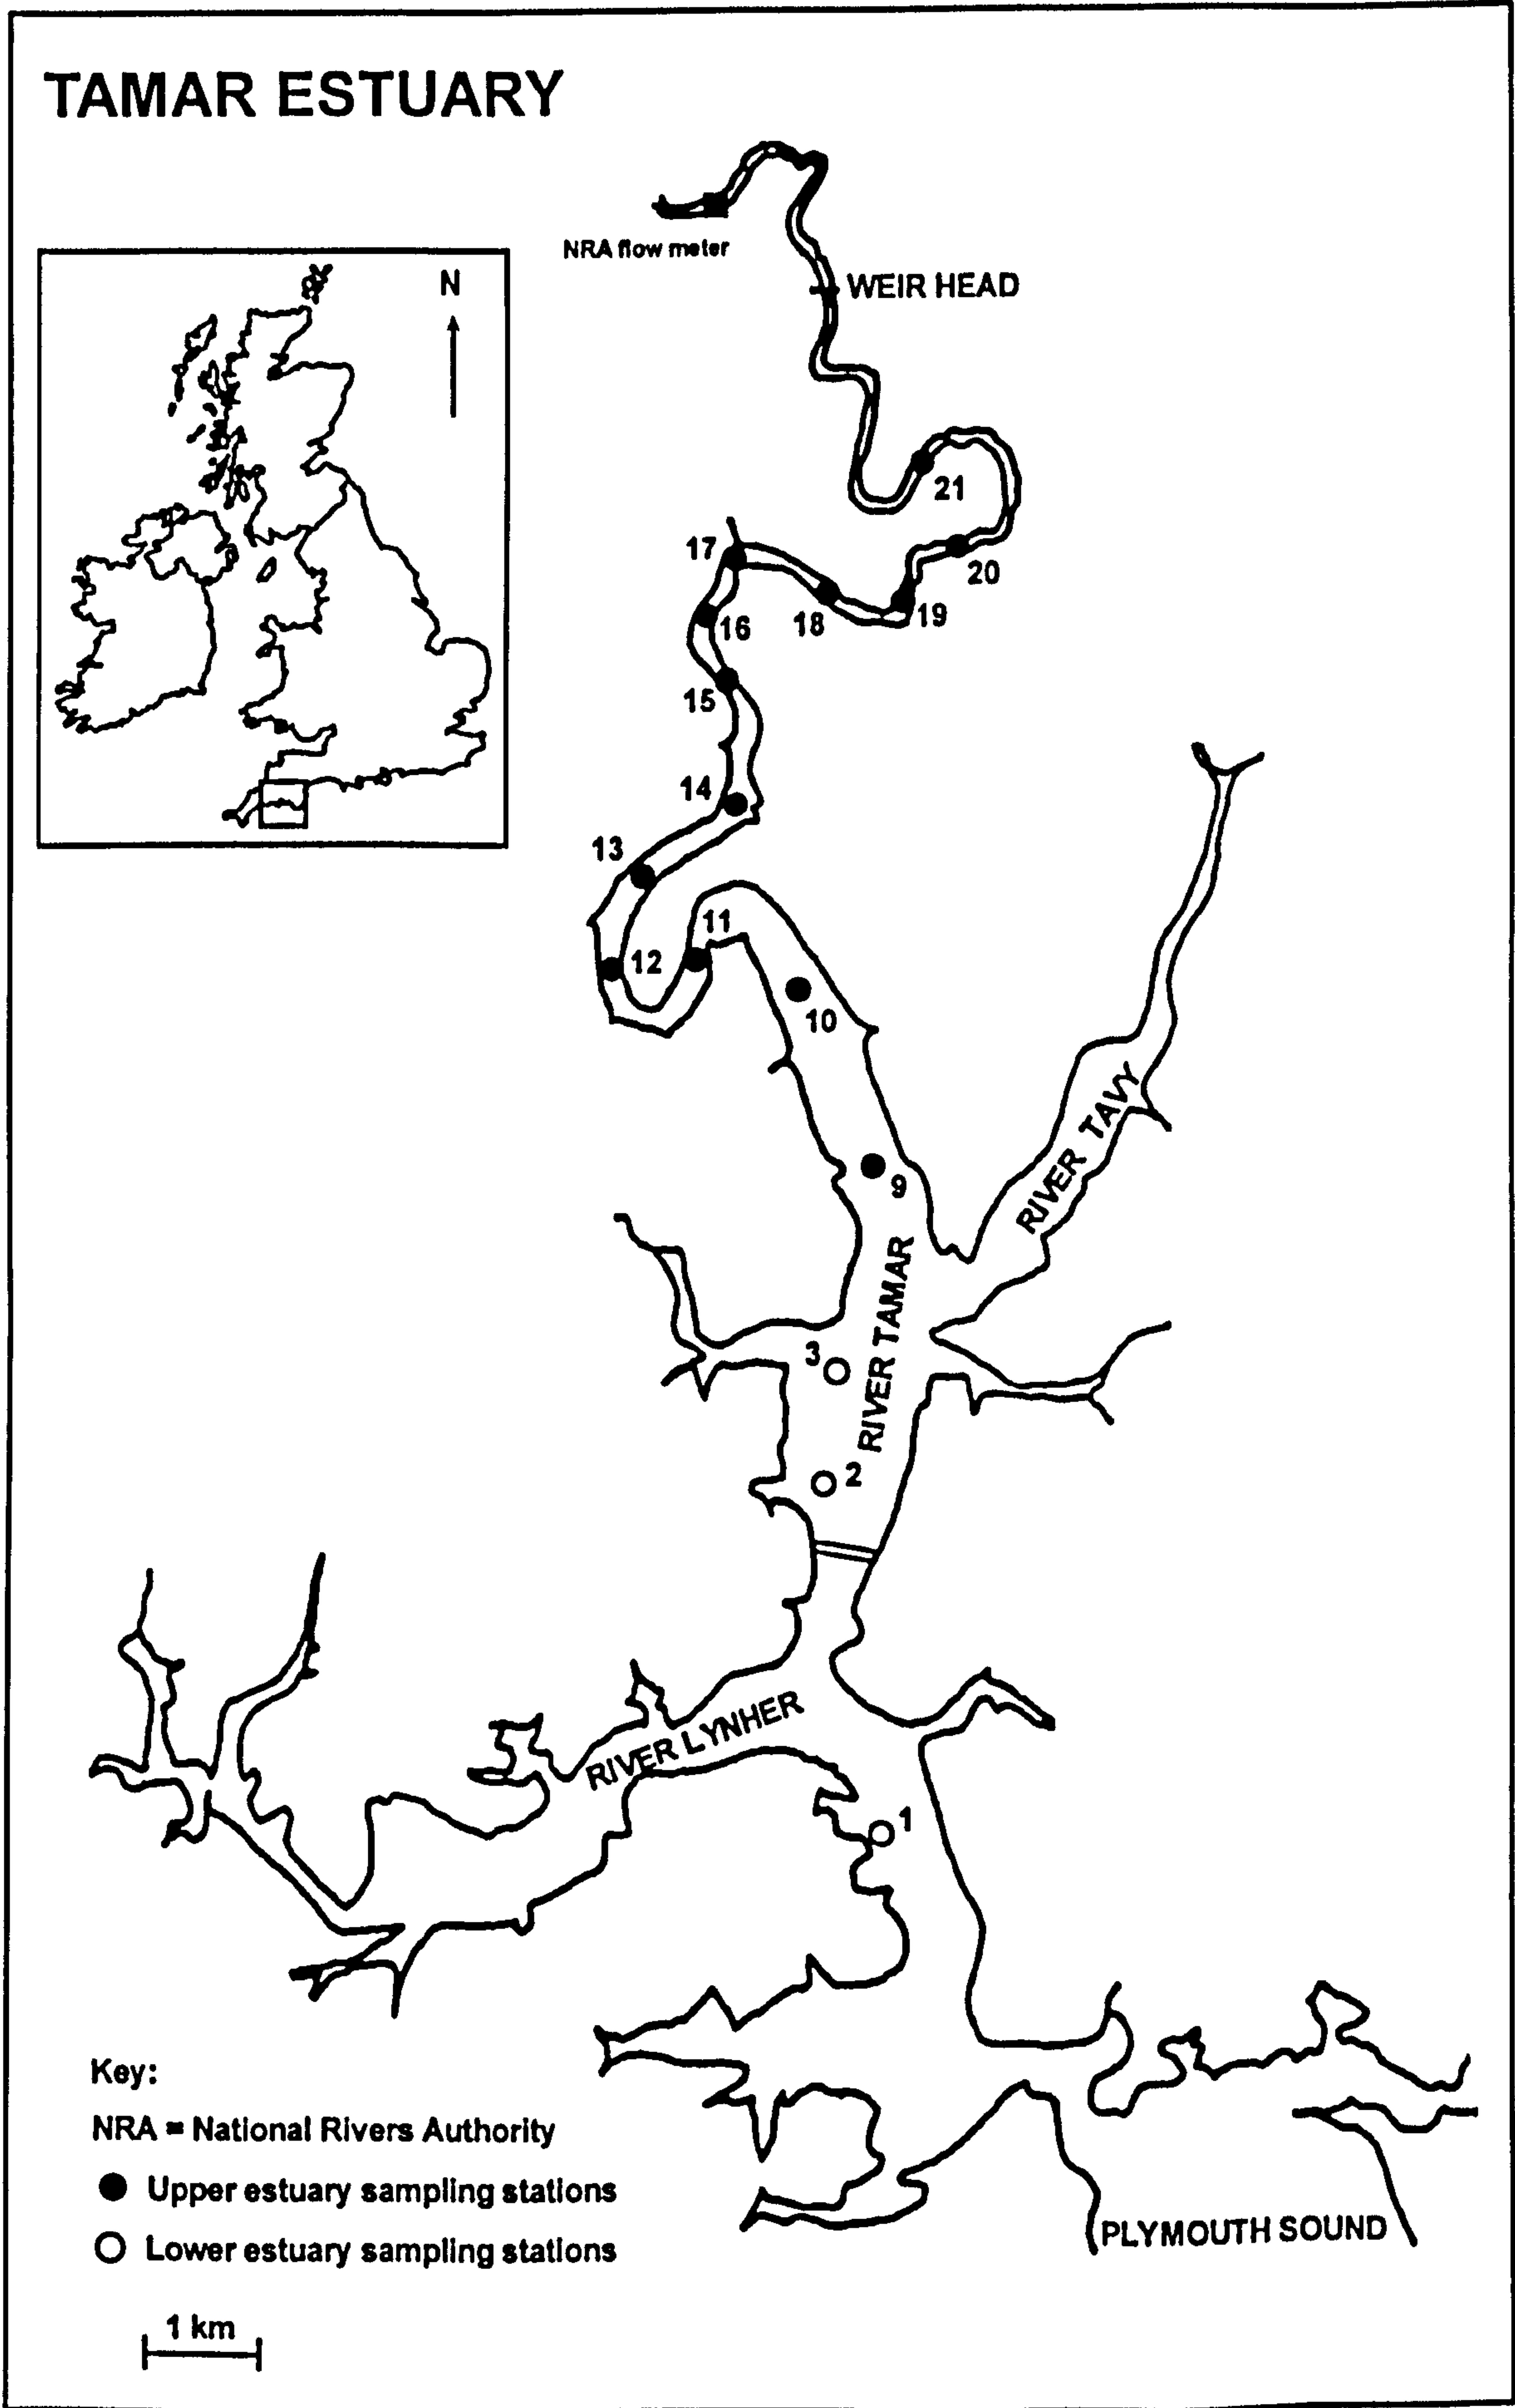 TAMAR ESTUARY
NRA flow meter
WEIR HEAD
N
21
17
20
18
19
16
15
14
13
11
12
10
RIVER TAVY
9
RIVER TAMAR
3
2
RIVER LYNHER
1
Key:
NRA = National Rivers Authority
Upper estuary sampling stations
Lower estuary sampling stations
PLYMOUTH SOUND
1 km